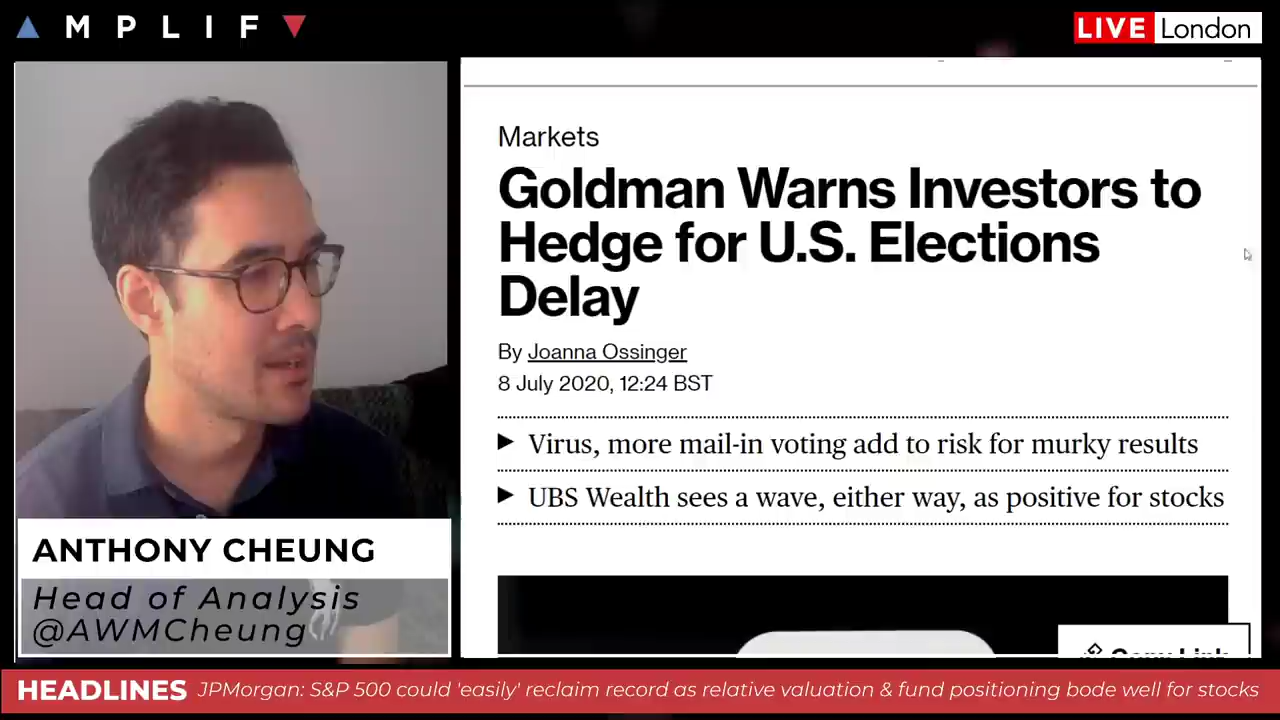 MPLIF
LIVE London
Markets
Goldman Warns Investors to
Hedge for U.S. Elections
Delay
By Joanna Ossinger
8 July 2020, 12:24 BST
Virus, more mail-in voting add to risk for murky results
UBS Wealth sees a wave, either way, as positive for stocks
Copy Link
ANTHONY CHEUNG
Head of Analysis
@AWMCheung
HEADLINES JPMorgan: S&P 500 could 'easily' reclaim record as relative valuation & fund positioning bode well for stocks